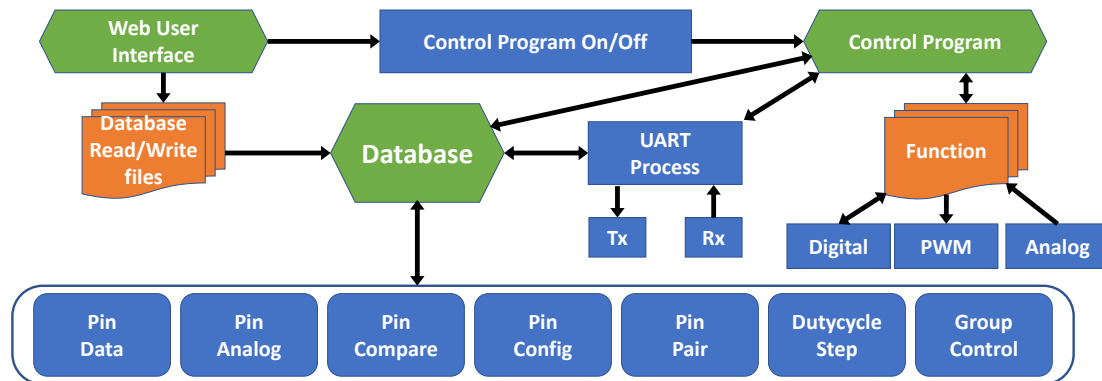 Web User
Interface
Control Program On/Off
Control Program
Database
Read/Write
files
Database
UART
Process
Function
Tx
Rx
Digital
PWM
Analog
Pin
Data
Pin
Analog
Pin
Compare
Pin
Config
Pin
Pair
Dutycycle
Step
Group
Control